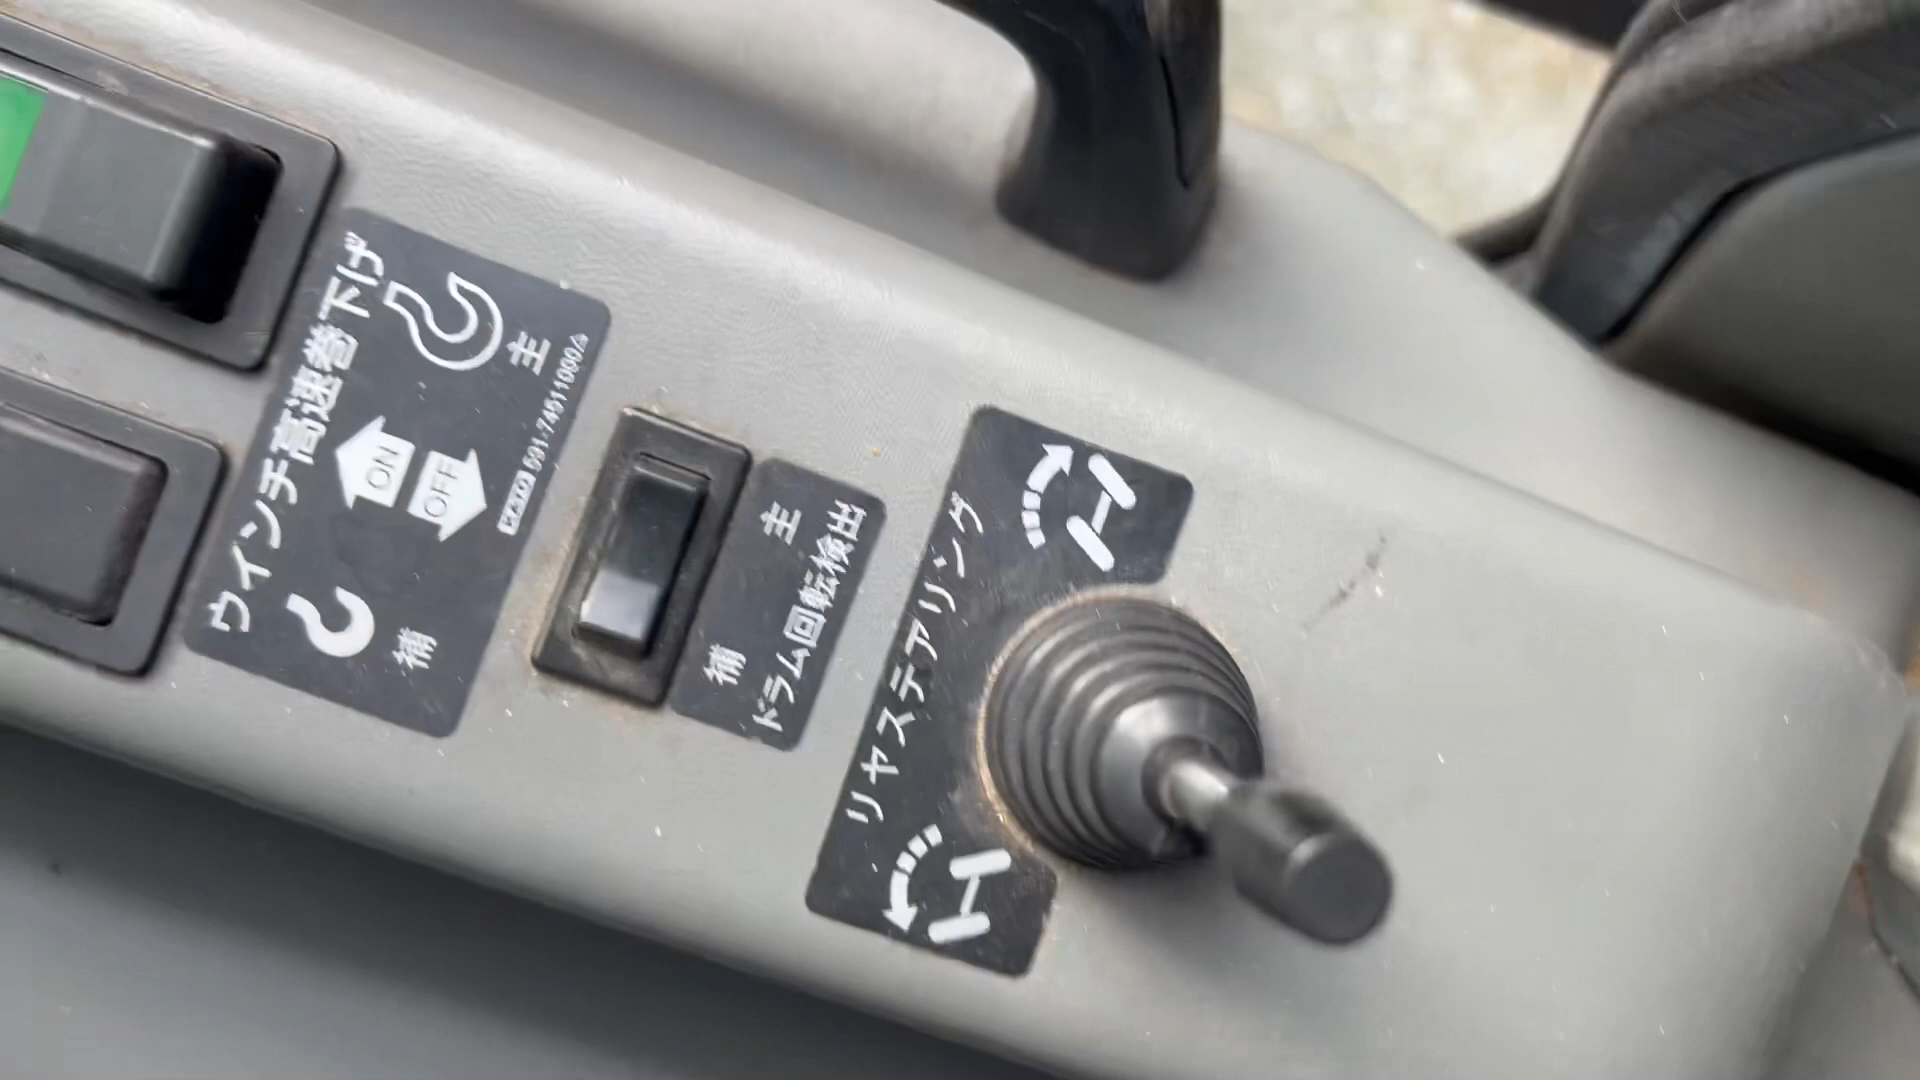 ウインチ高速巻下げ
主
ON
OFF
補
主
補
ドラム回転検出
リヤステアリング